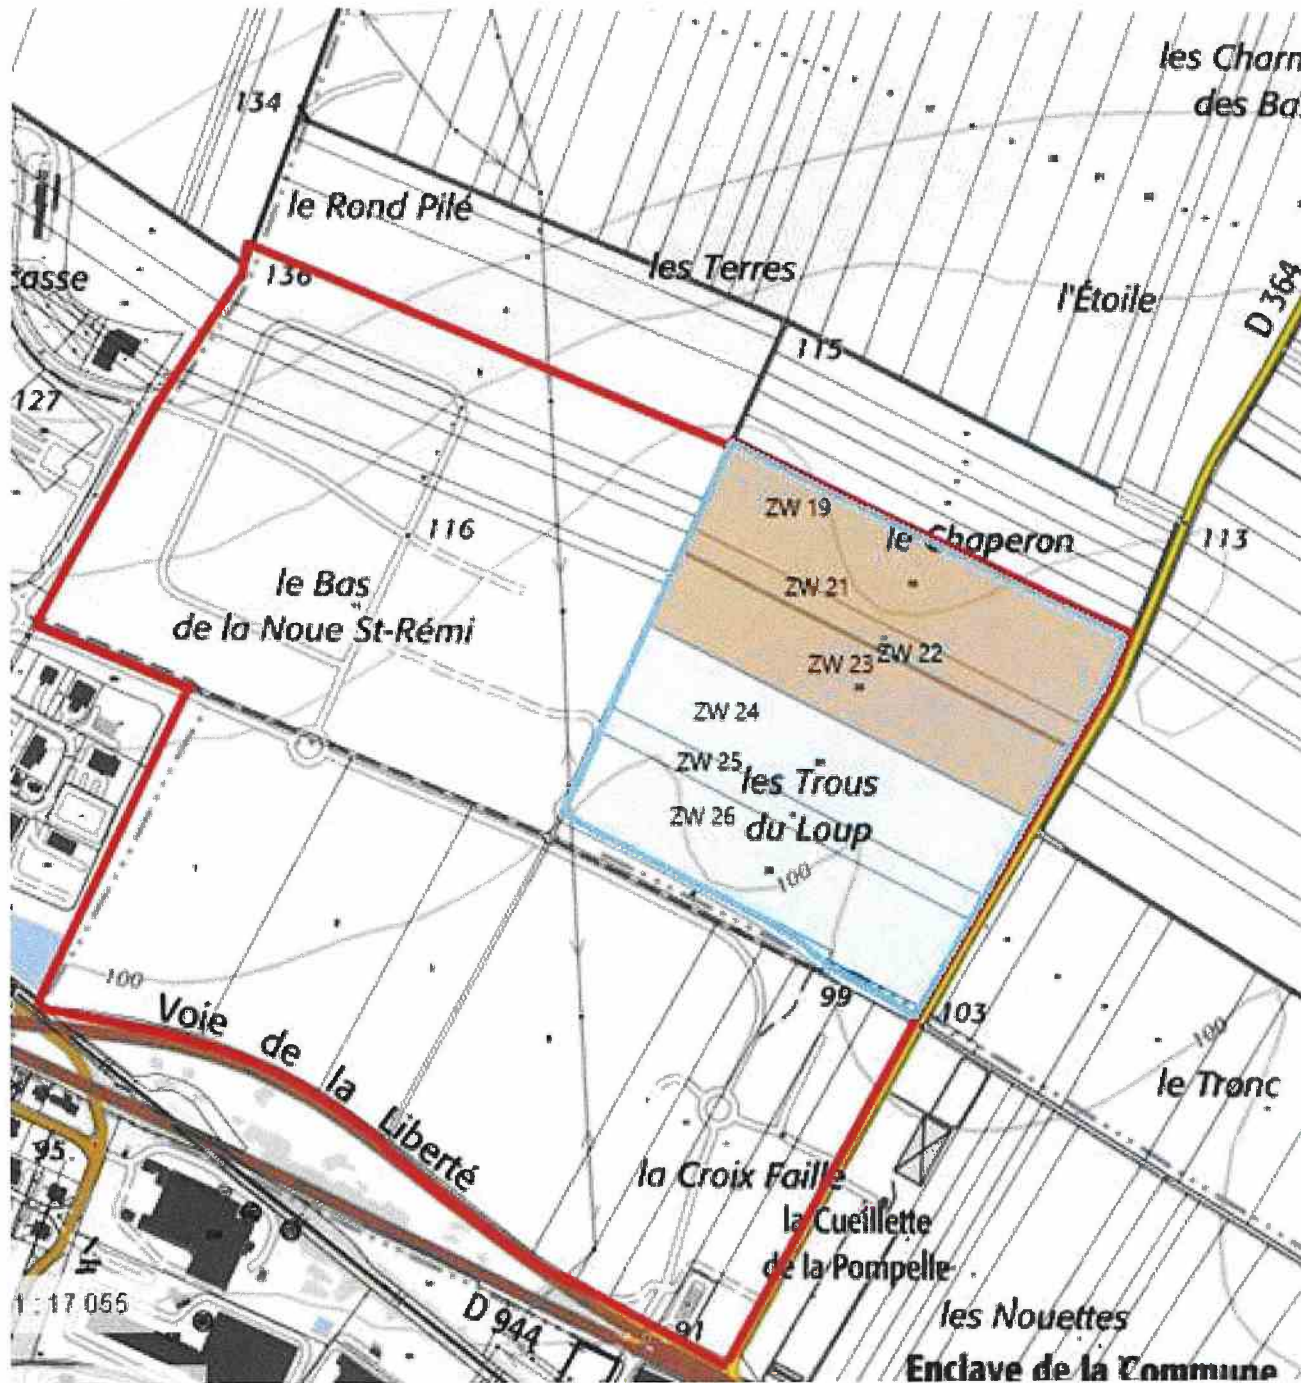 les Charn
des Bas
134
le Rond Pilé
les Terres
136
l'Étoile
D 364
115
127
ZW 19
116
le Chaperon
113
le Bas
de la Noue St-Rémi
ZW 21
ZW 23
ZW 22
ZW 24
ZW 25
les Trous
du Loup
ZW 26
100
100
99
103
Voie de la Liberté
100
le Tronc
95
la Croix Faille
la Cueillette
de la Pompelle
1 : 17 055
D 944
91
les Nouettes
Enclave de la Commune